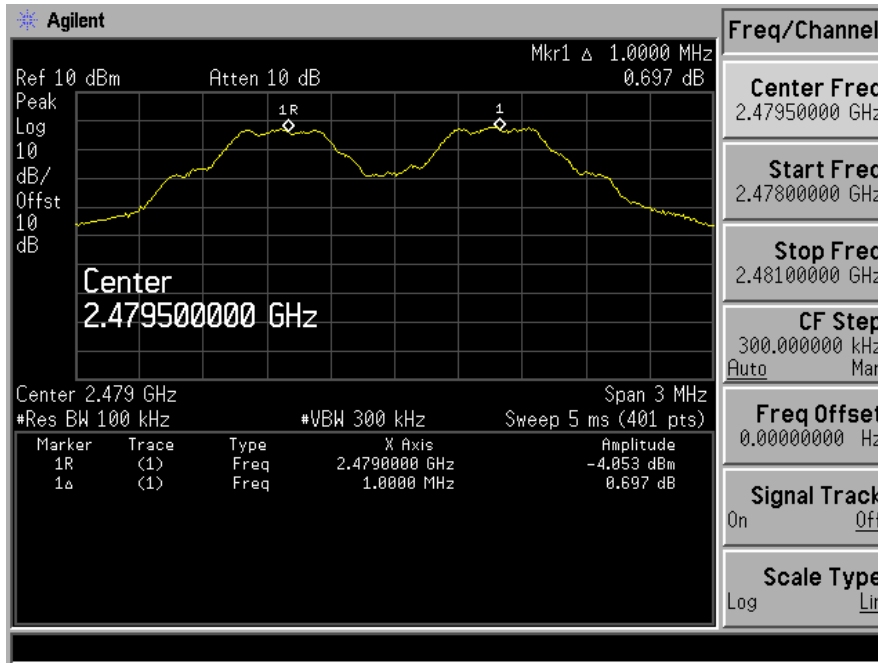 Agilent
Freq/Channel
Mkr1 Δ 1.0000 MHz
Ref 10 dBm Atten 10 dB 0.697 dB
Peak
Log
10
dB/
Offst
10
dB
1R
1
Center
2.479500000 GHz
Center 2.479 GHz Span 3 MHz
#Res BW 100 kHz #VBW 300 kHz Sweep 5 ms (401 pts)
Marker Trace Type X Axis Amplitude
1R (1) Freq 2.4790000 GHz -4.053 dBm
1Δ (1) Freq 1.0000 MHz 0.697 dB
Center Freq
2.47950000 GHz
Start Freq
2.47800000 GHz
Stop Freq
2.48100000 GHz
CF Step
300.000000 kHz
Auto Man
Freq Offset
0.00000000 Hz
Signal Track
On Off
Scale Type
Log Lin